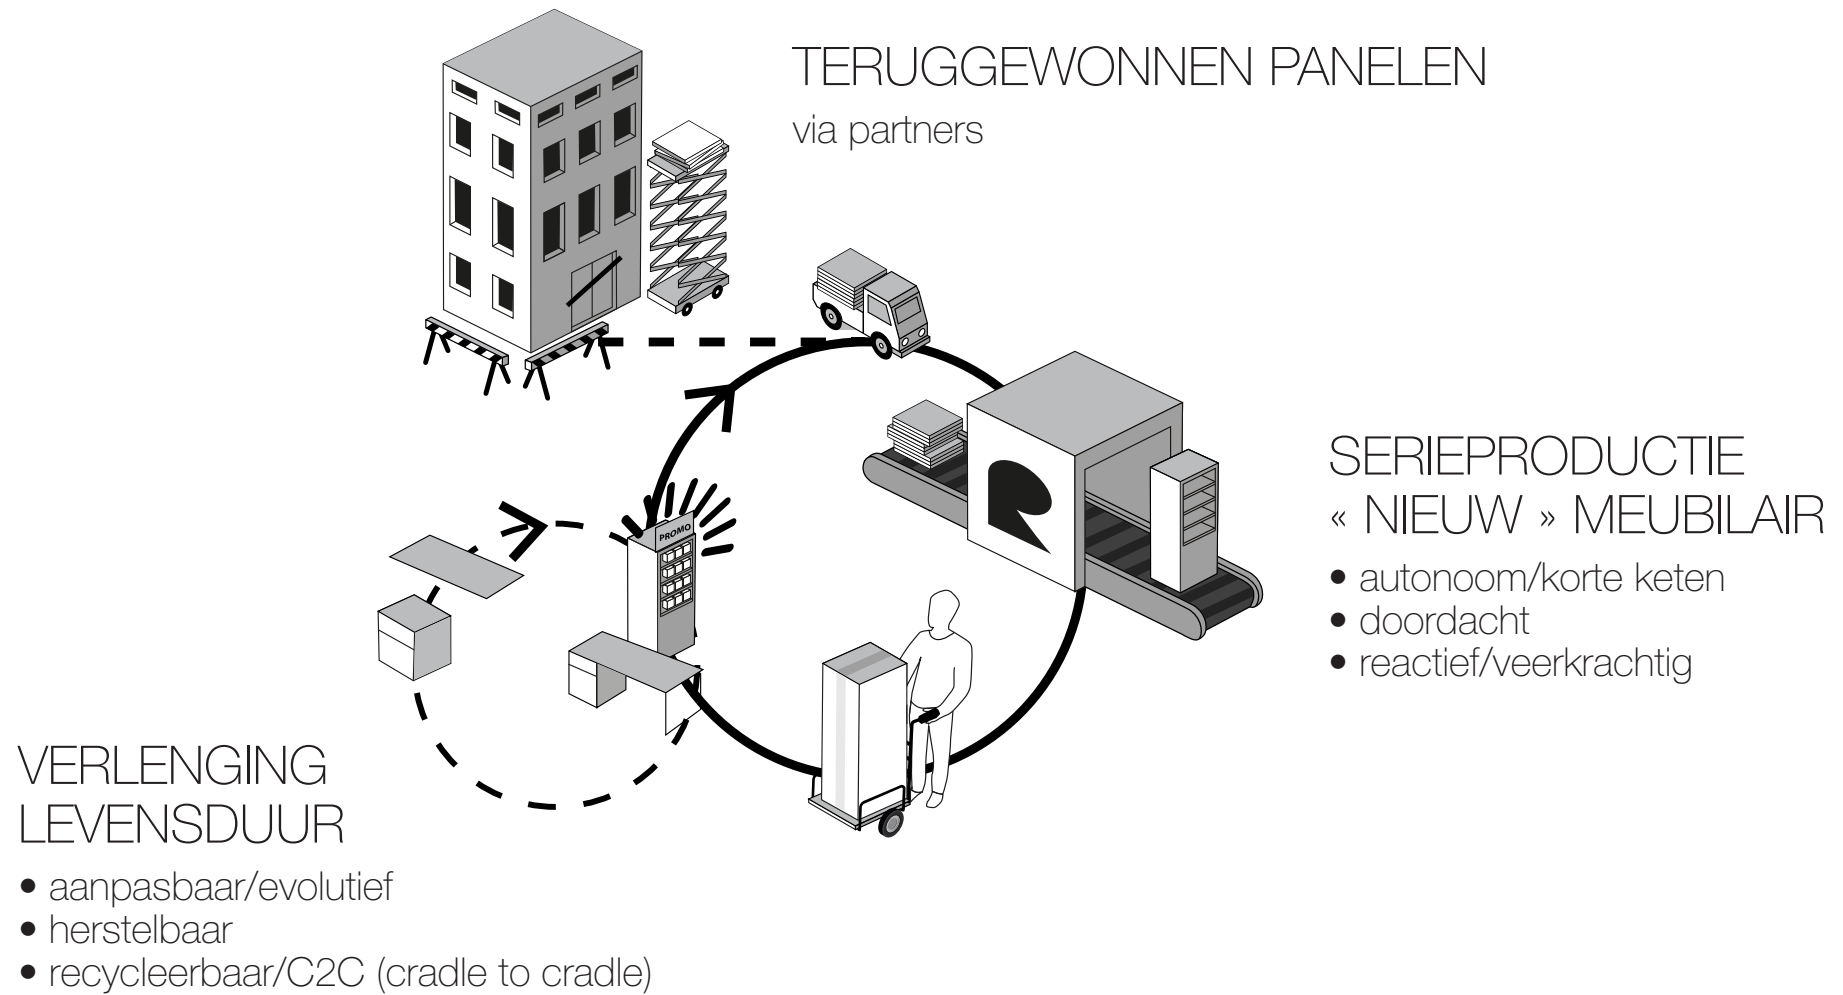 TERUGGEWONNEN PANELEN
via partners
SERIEPRODUCTIE
« NIEUW » MEUBILAIR
• autonoom/korte keten
• doordacht
• reactief/veerkrachtig
R
PROMO
VERLENGING
LEVENSDUUR
• aanpasbaar/evolutief
• herstelbaar
• recycleerbaar/C2C (cradle to cradle)